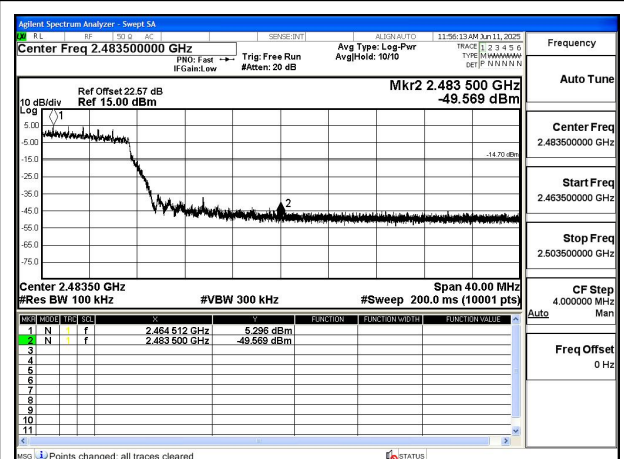 Agilent Spectrum Analyzer - Swept SA
RL RF 50 Ω AC SENSE:INT ALIGN AUTO 11:56:13 AM Jun 11, 2025
Center Freq 2.483500000 GHz
PNO: Fast
IFGain:Low
Trig: Free Run
#Atten: 20 dB
Avg Type: Log-Pwr
Avg|Hold: 10/10
TRACE 1 2 3 4 5 6
TYPE
DET P N N N N N
Frequency
Auto Tune
Center Freq
2.483500000 GHz
Start Freq
2.463500000 GHz
Stop Freq
2.503500000 GHz
CF Step
4.000000 MHz
Auto Man
Freq Offset
0 Hz
Ref Offset 22.57 dB
10 dB/div Ref 15.00 dBm
Log
Mkr2 2.483 500 GHz
-49.569 dBm
1
5.00
-5.00
-15.0
-14.70 dBm
-25.0
-35.0
-45.0
2
-55.0
-65.0
-75.0
Center 2.48350 GHz Span 40.00 MHz
#Res BW 100 kHz #VBW 300 kHz #Sweep 200.0 ms (10001 pts)
MKR MODE TRC SCL X Y FUNCTION FUNCTION WIDTH FUNCTION VALUE
1 N 1 f 2.464 512 GHz 5.296 dBm
2 N 1 f 2.483 500 GHz -49.569 dBm
3
4
5
6
7
8
9
10
11
MSG Points changed; all traces cleared STATUS